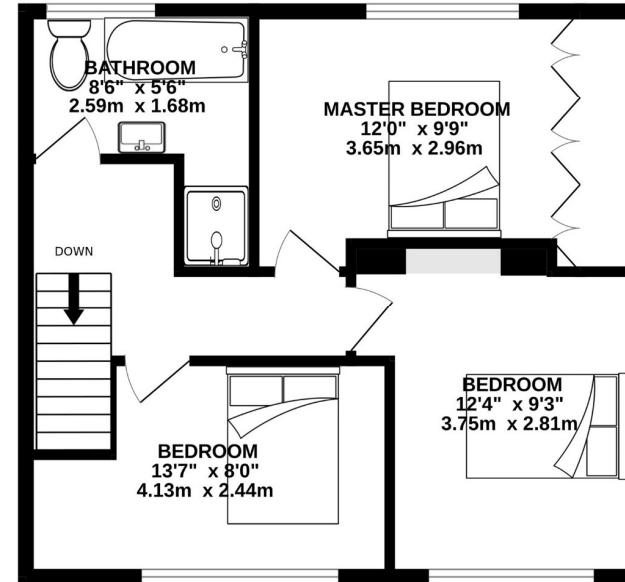 BATHROOM
8'6" x 5'6"
2.59m x 1.68m
MASTER BEDROOM
12'0" x 9'9"
3.65m x 2.96m
DOWN
BEDROOM
12'4" x 9'3"
3.75m x 2.81m
BEDROOM
13'7" x 8'0"
4.13m x 2.44m